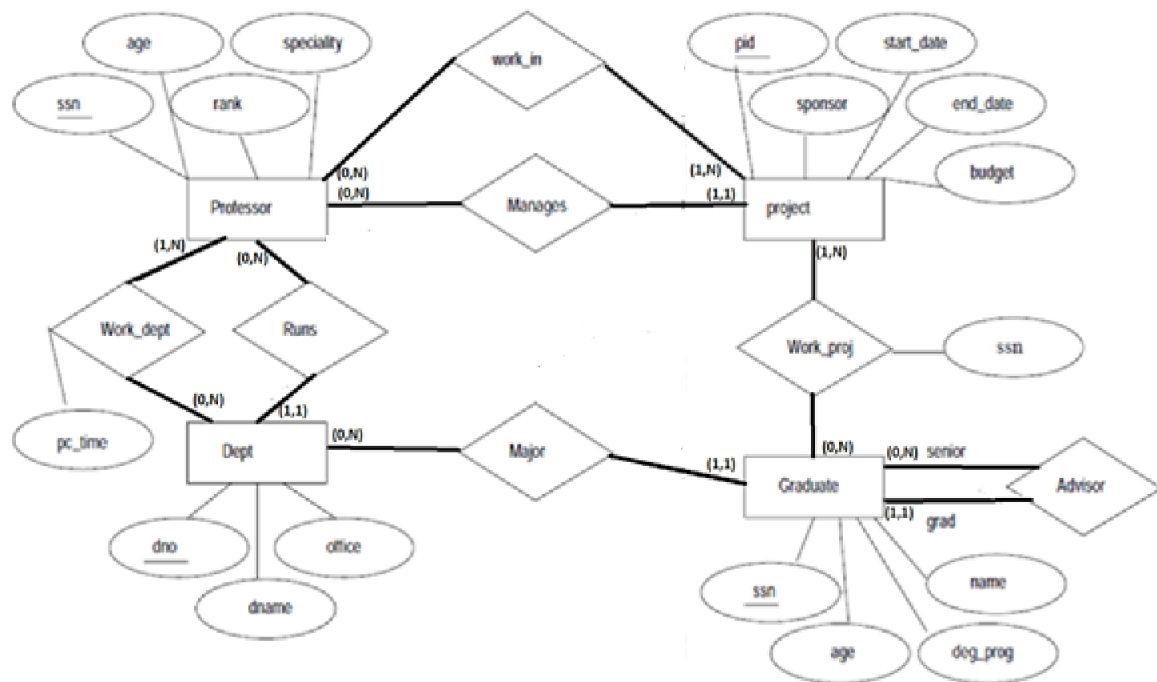 age
speciality
work_in
pid
start_date
ssn
rank
sponsor
end_date
budget
(0,N)
(1,N)
Professor
(0,N)
Manages
(1,1)
project
(1,N)
(0,N)
(1,N)
Work_dept
Runs
Work_proj
ssn
(0,N)
(1,1)
pc_time
Dept
(0,N)
Major
(1,1)
(0,N)
(0,N)
senior
Graduate
Advisor
(1,1)
grad
dno
office
dname
ssn
name
age
deg_prog